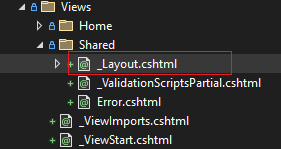 Views
Home
Shared
_Layout.cshtml
_ValidationScriptsPartial.cshtml
Error.cshtml
_ViewImports.cshtml
_ViewStart.cshtml